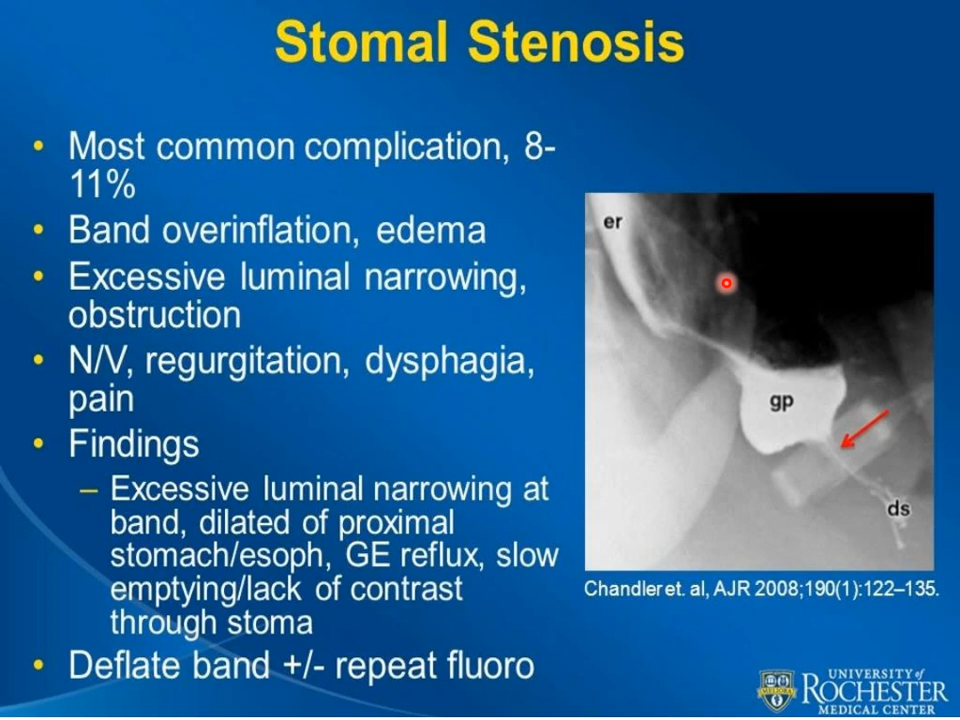 Stomal Stenosis
• Most common complication, 8-
11%
• Band overinflation, edema
• Excessive luminal narrowing,
obstruction
• N/V, regurgitation, dysphagia,
pain
• Findings
– Excessive luminal narrowing at
band, dilated of proximal
stomach/esoph, GE reflux, slow
emptying/lack of contrast
through stoma
• Deflate band +/- repeat fluoro
er
gp
ds
Chandler et. al, AJR 2008;190(1):122–135.
MELIORA
UNIVERSITY of
ROCHESTER
MEDICAL CENTER